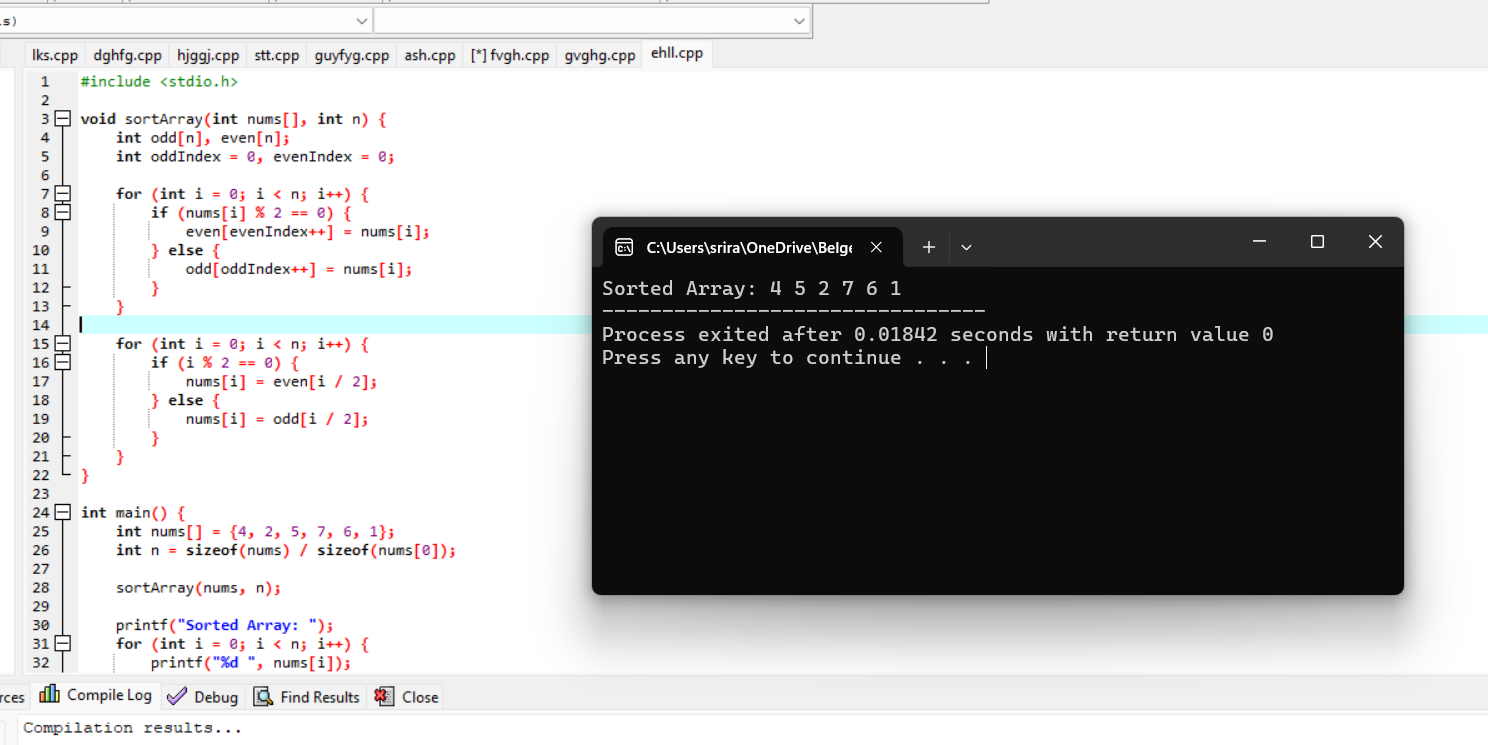 s)
lks.cpp dghfg.cpp hjggj.cpp stt.cpp guyfyg.cpp ash.cpp [*] fvgh.cpp gvghg.cpp ehll.cpp
1 #include <stdio.h>
2
3 void sortArray(int nums[], int n) {
4     int odd[n], even[n];
5     int oddIndex = 0, evenIndex = 0;
6
7     for (int i = 0; i < n; i++) {
8         if (nums[i] % 2 == 0) {
9             even[evenIndex++] = nums[i];
10         } else {
11             odd[oddIndex++] = nums[i];
12         }
13     }
14
15     for (int i = 0; i < n; i++) {
16         if (i % 2 == 0) {
17             nums[i] = even[i / 2];
18         } else {
19             nums[i] = odd[i / 2];
20         }
21     }
22 }
23
24 int main() {
25     int nums[] = {4, 2, 5, 7, 6, 1};
26     int n = sizeof(nums) / sizeof(nums[0]);
27
28     sortArray(nums, n);
29
30     printf("Sorted Array: ");
31     for (int i = 0; i < n; i++) {
32         printf("%d ", nums[i]);
C:\Users\srira\OneDrive\Belge
Sorted Array: 4 5 2 7 6 1
--------------------------------
Process exited after 0.01842 seconds with return value 0
Press any key to continue . . .
rces Compile Log Debug Find Results Close
Compilation results...